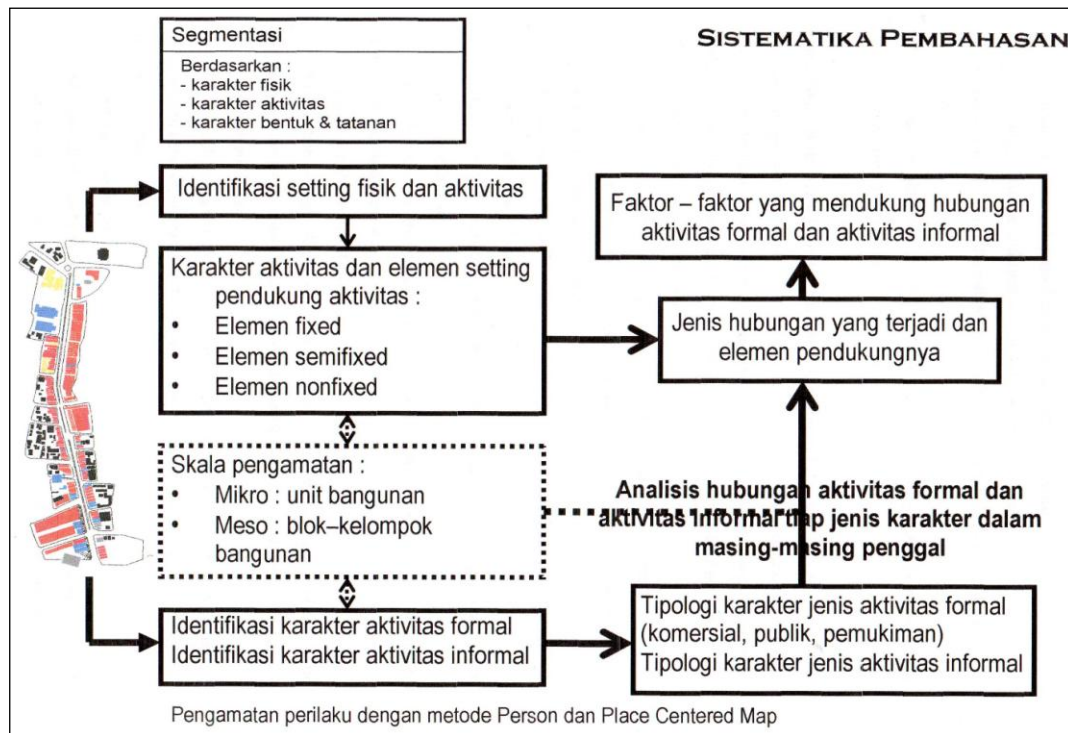 SISTEMATIKA PEMBAHASAN
Segmentasi
Berdasarkan :
- karakter fisik
- karakter aktivitas
- karakter bentuk & tatanan
Identifikasi setting fisik dan aktivitas
Karakter aktivitas dan elemen setting
pendukung aktivitas :
• Elemen fixed
• Elemen semifixed
• Elemen nonfixed
Skala pengamatan :
• Mikro : unit bangunan
• Meso : blok–kelompok
bangunan
Identifikasi karakter aktivitas formal
Identifikasi karakter aktivitas informal
Faktor – faktor yang mendukung hubungan
aktivitas formal dan aktivitas informal
Jenis hubungan yang terjadi dan
elemen pendukungnya
Analisis hubungan aktivitas formal dan
aktivitas informal tiap jenis karakter dalam
masing-masing penggal
Tipologi karakter jenis aktivitas formal
(komersial, publik, pemukiman)
Tipologi karakter jenis aktivitas informal
Pengamatan perilaku dengan metode Person dan Place Centered Map